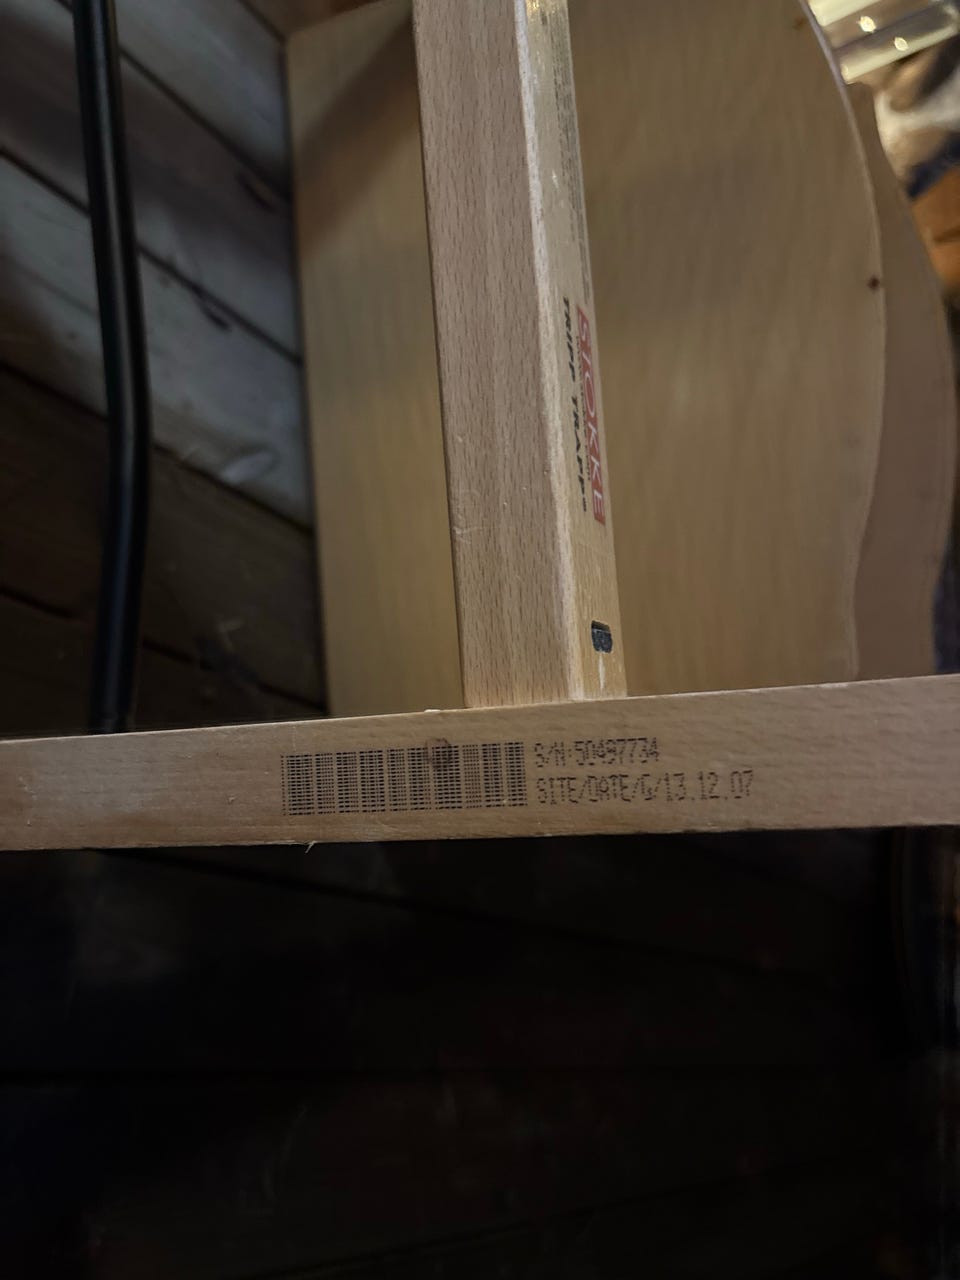 STOKKE
TRIPP TRAPP®
S/N:50497734
SITE/DATE/G/13.12.07